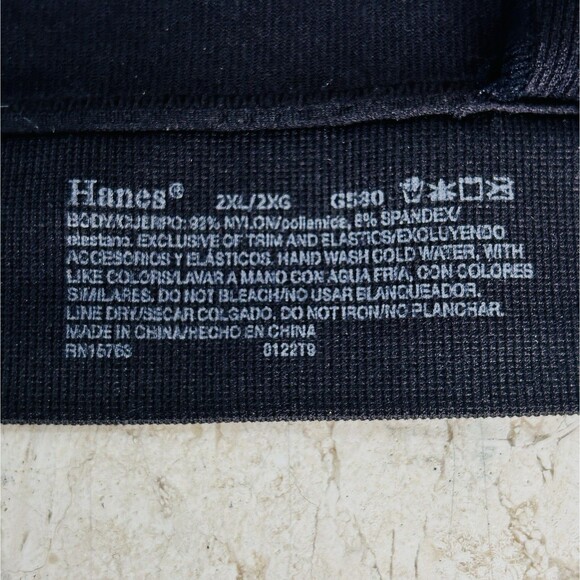 Hanes® 2XL/2XG G530
BODY/CUERPO: 92% NYLON/poliamide, 8% SPANDEX/
elastano. EXCLUSIVE OF TRIM AND ELASTICS/EXCLUYENDO
ACCESORIOS Y ELÁSTICOS. HAND WASH COLD WATER, WITH
LIKE COLORS/LAVAR A MANO CON AGUA FRIA, CON COLORES
SIMILARES. DO NOT BLEACH/NO USAR BLANQUEADOR.
LINE DRY/SECAR COLGADO. DO NOT IRON/NO PLANCHAR.
MADE IN CHINA/HECHO EN CHINA
RN15763 0122T9